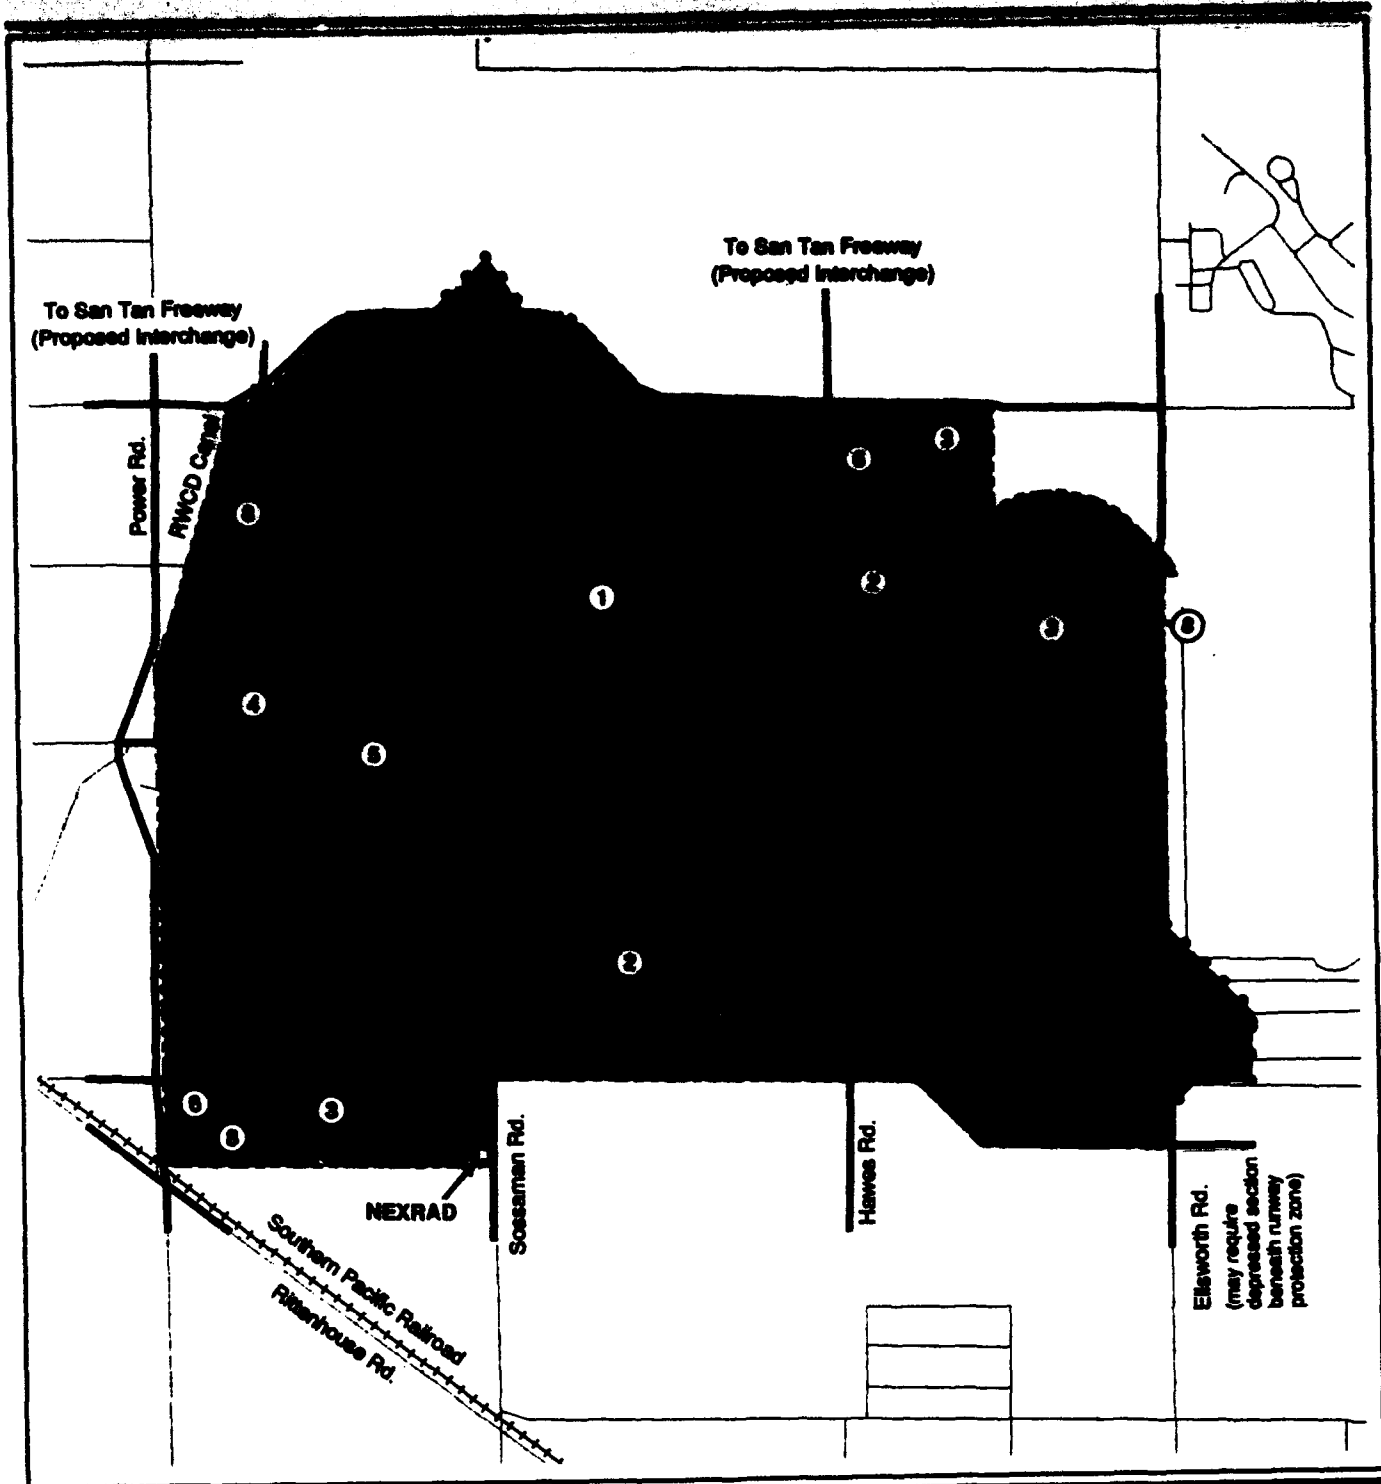 To San Tan Freeway
(Proposed Interchange)
To San Tan Freeway
(Proposed Interchange)
Power Rd.
RWCD Canal
1
2
4
2
3
NEXRAD
Sossaman Rd.
Hawes Rd.
Ellsworth Rd.
(may require
depressed section
beneath runway
protection zone)
Southern Pacific Railroad
Rittenhouse Rd.